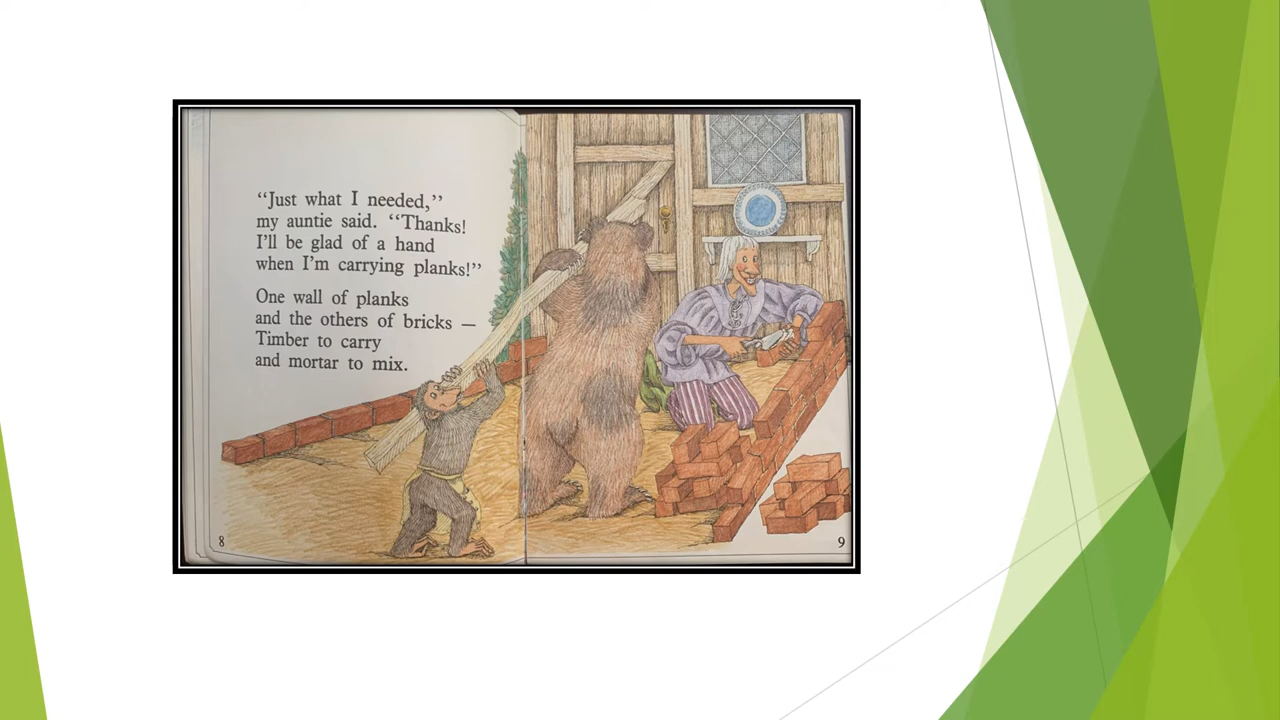 “Just what I needed,”
my auntie said. “Thanks!
I’ll be glad of a hand
when I’m carrying planks!”
One wall of planks
and the others of bricks —
Timber to carry
and mortar to mix.
8
9